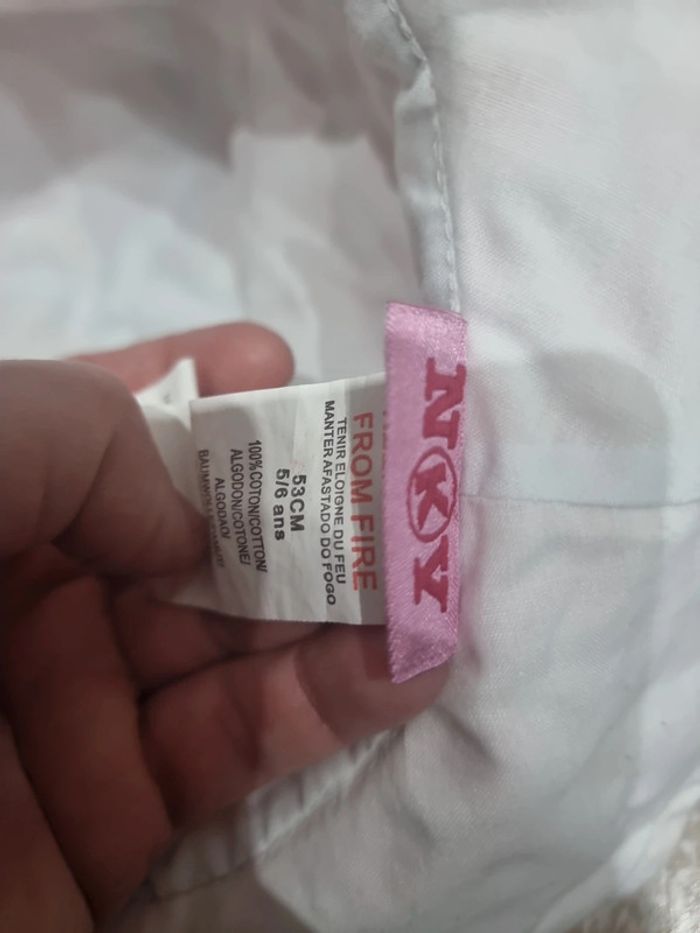 NKY
FROM FIRE
TENIR ELOIGNE DU FEU
MANTER AFASTADO DO FOGO
53CM
5/6 ans
100%COTON/COTTON/
ALGODON/COTONE/
ALGODAO/